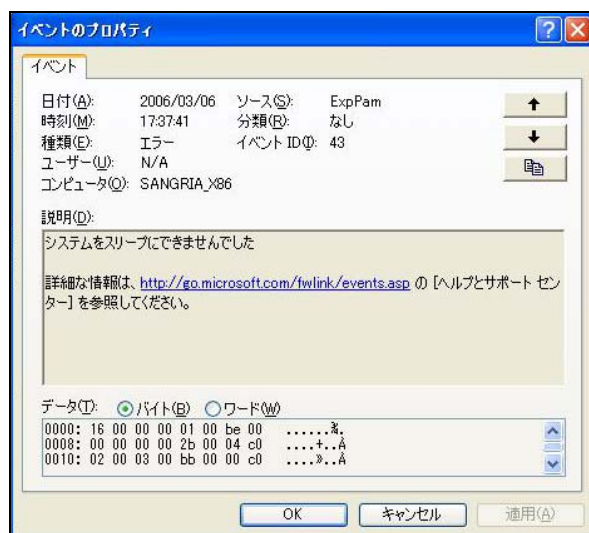 イベントのプロパティ
イベント
日付(A): 2006/03/06 ソース(S): ExpPam
時刻(M): 17:37:41 分類(R): なし
種類(E): エラー イベント ID(I): 43
ユーザー(U): N/A
コンピュータ(O): SANGRIA_X86
説明(D):
システムをスリープにできませんでした
詳細な情報は、http://go.microsoft.com/fwlink/events.asp の [ヘルプとサポート セン
ター] を参照してください。
データ(T): バイト(B) ワード(W)
0000: 16 00 00 00 01 00 be 00 ......¾.
0008: 00 00 00 00 2b 00 04 c0 ....+..À
0010: 02 00 03 00 bb 00 00 c0 ....»..À
OK キャンセル 適用(A)